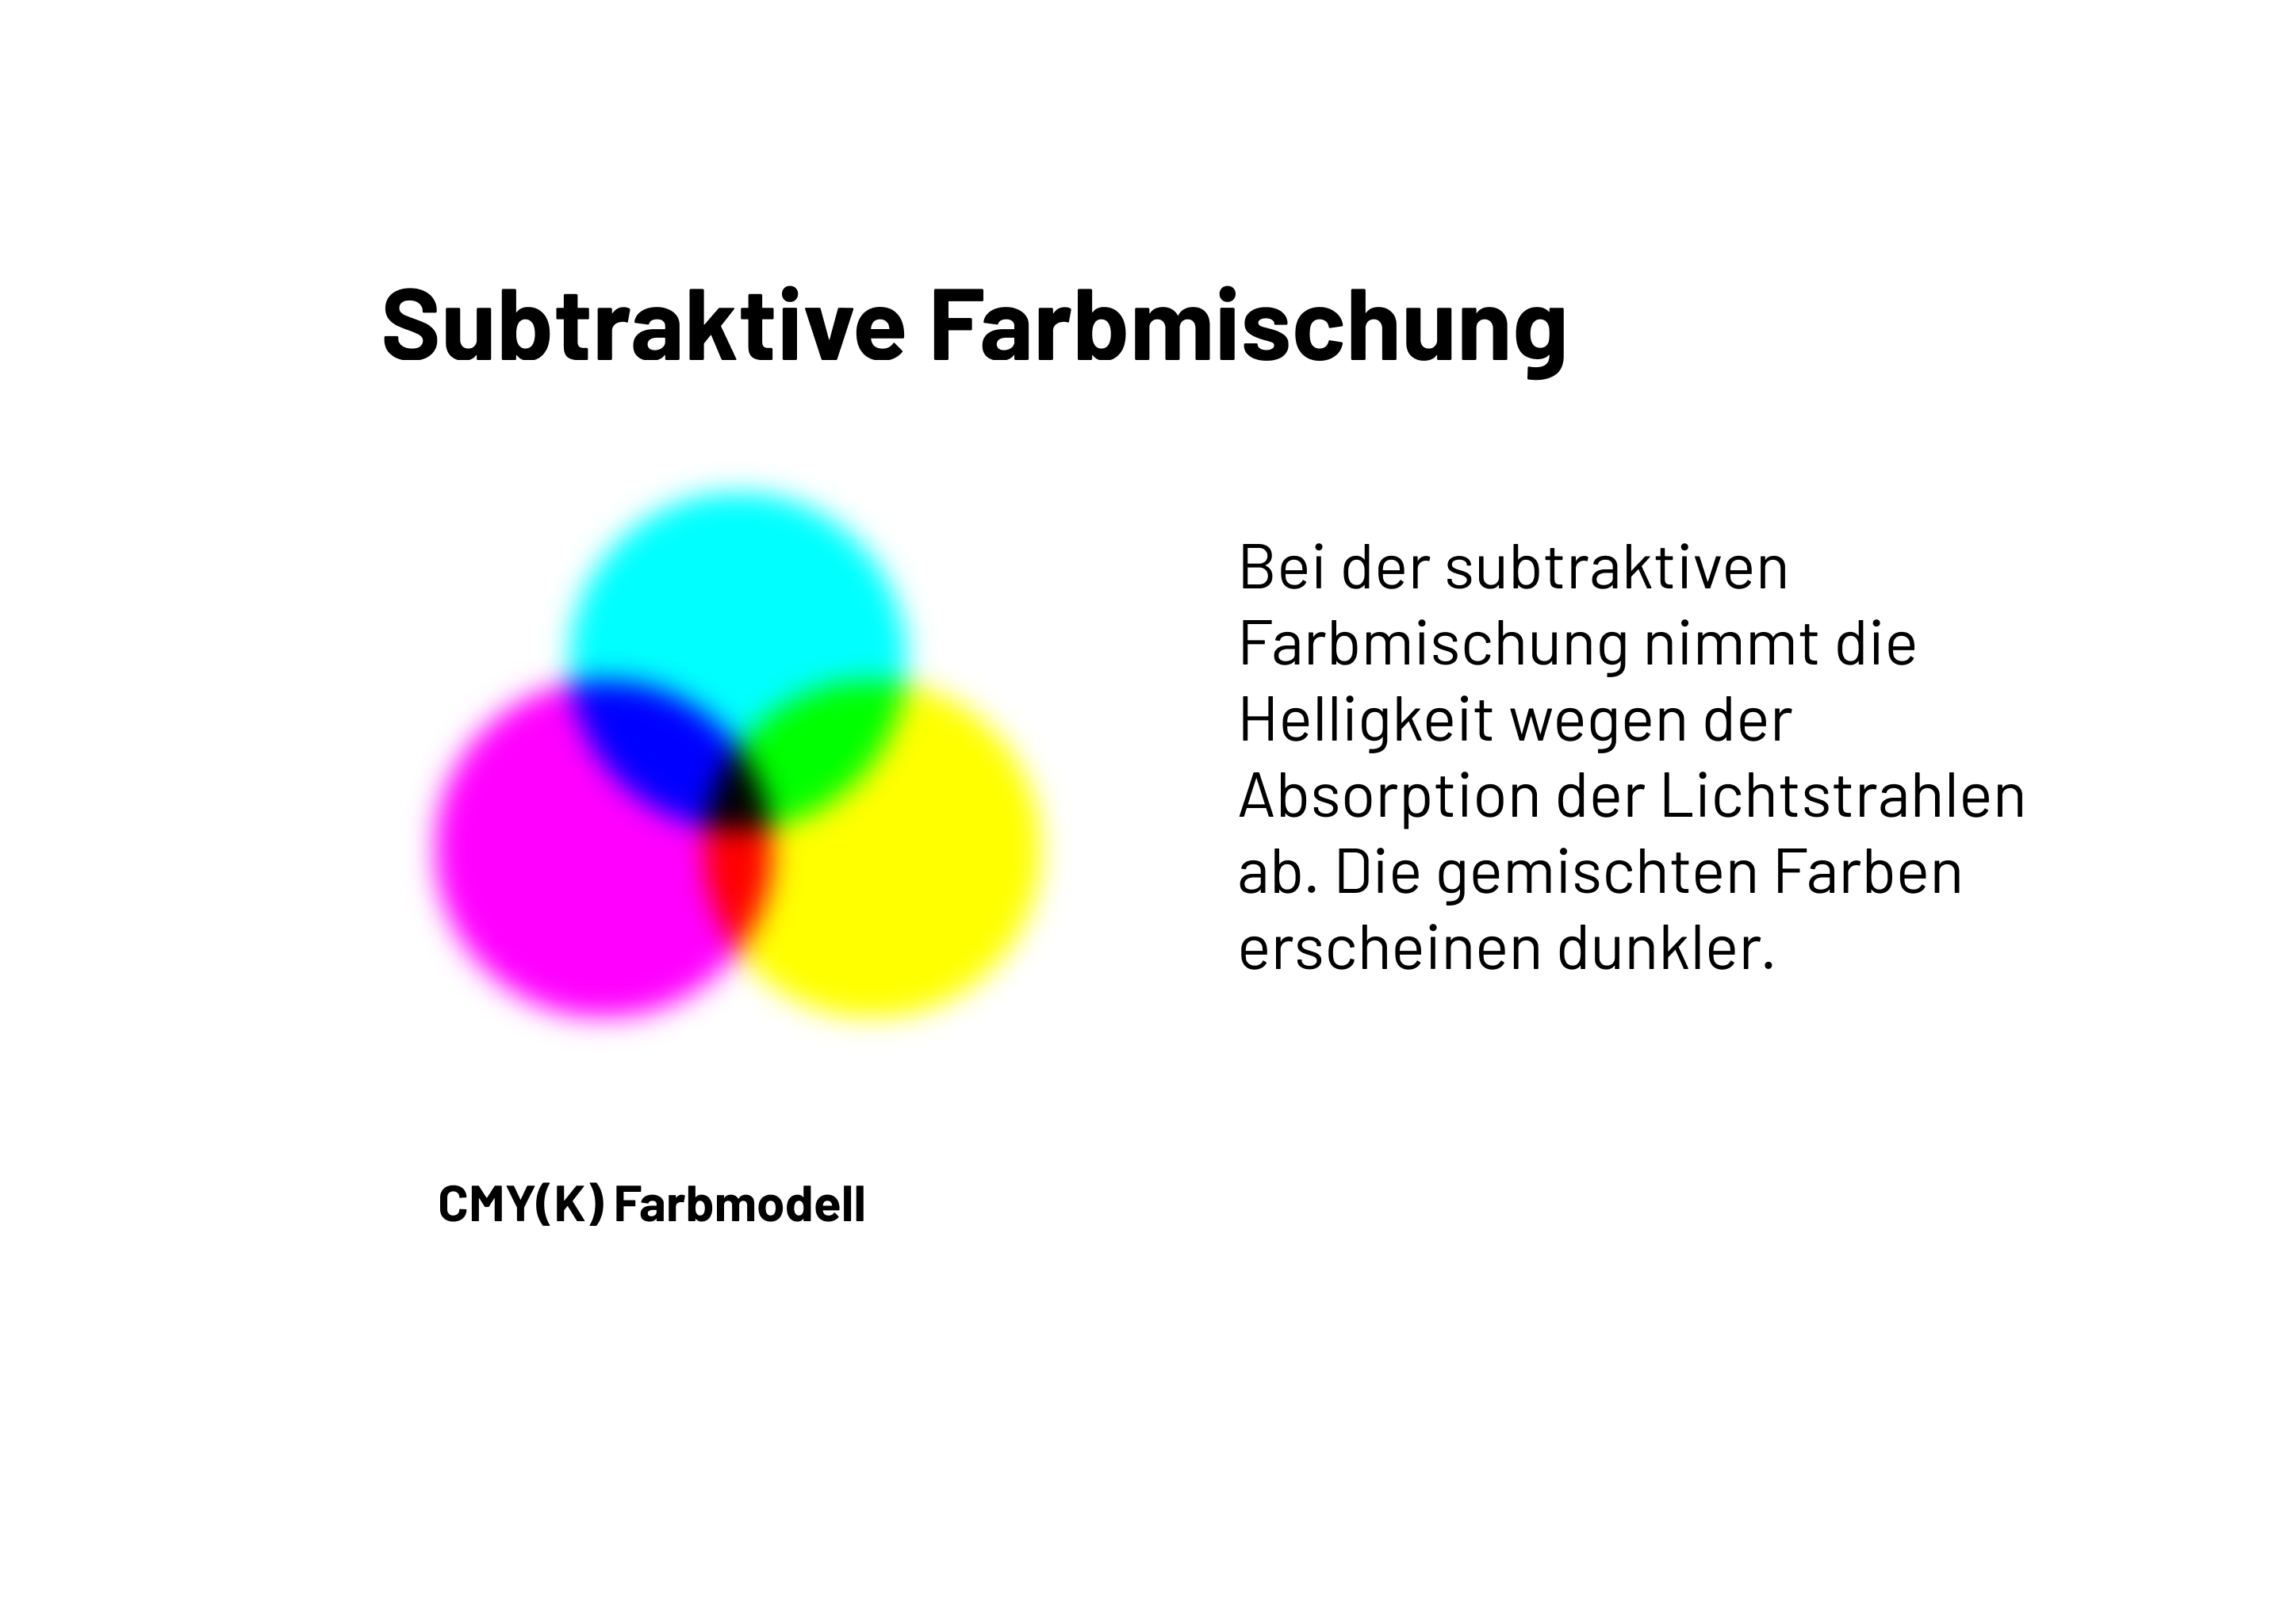 Subtraktive Farbmischung
Bei der subtraktiven
Farbmischung nimmt die
Helligkeit wegen der
Absorption der Lichtstrahlen
ab. Die gemischten Farben
erscheinen dunkler.
CMY(K) Farbmodell